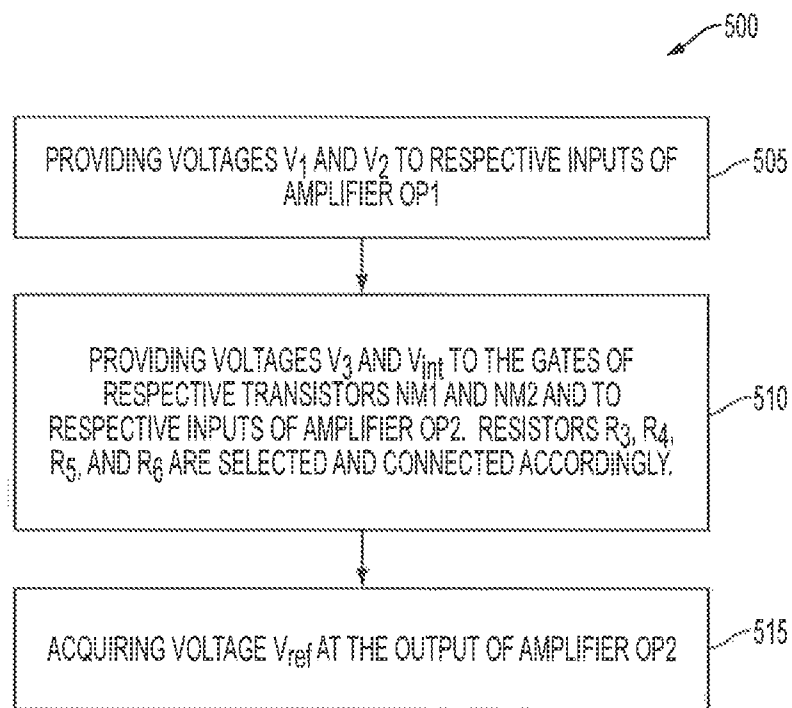 500
PROVIDING VOLTAGES V1 AND V2 TO RESPECTIVE INPUTS OF
AMPLIFIER OP1
505
PROVIDING VOLTAGES V3 AND Vint TO THE GATES OF
RESPECTIVE TRANSISTORS NM1 AND NM2 AND TO
RESPECTIVE INPUTS OF AMPLIFIER OP2. RESISTORS R3, R4,
R5, AND R6 ARE SELECTED AND CONNECTED ACCORDINGLY.
510
ACQUIRING VOLTAGE Vref AT THE OUTPUT OF AMPLIFIER OP2
515